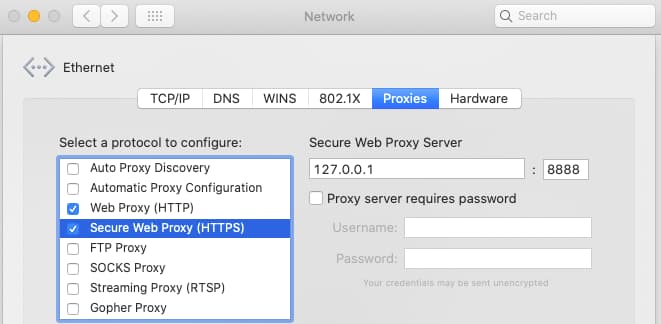 Network
Search
Ethernet
TCP/IP DNS WINS 802.1X Proxies Hardware
Select a protocol to configure:
Auto Proxy Discovery
Automatic Proxy Configuration
Web Proxy (HTTP)
Secure Web Proxy (HTTPS)
FTP Proxy
SOCKS Proxy
Streaming Proxy (RTSP)
Gopher Proxy
Secure Web Proxy Server
127.0.0.1 : 8888
Proxy server requires password
Username:
Password:
Your credentials may be sent unencrypted